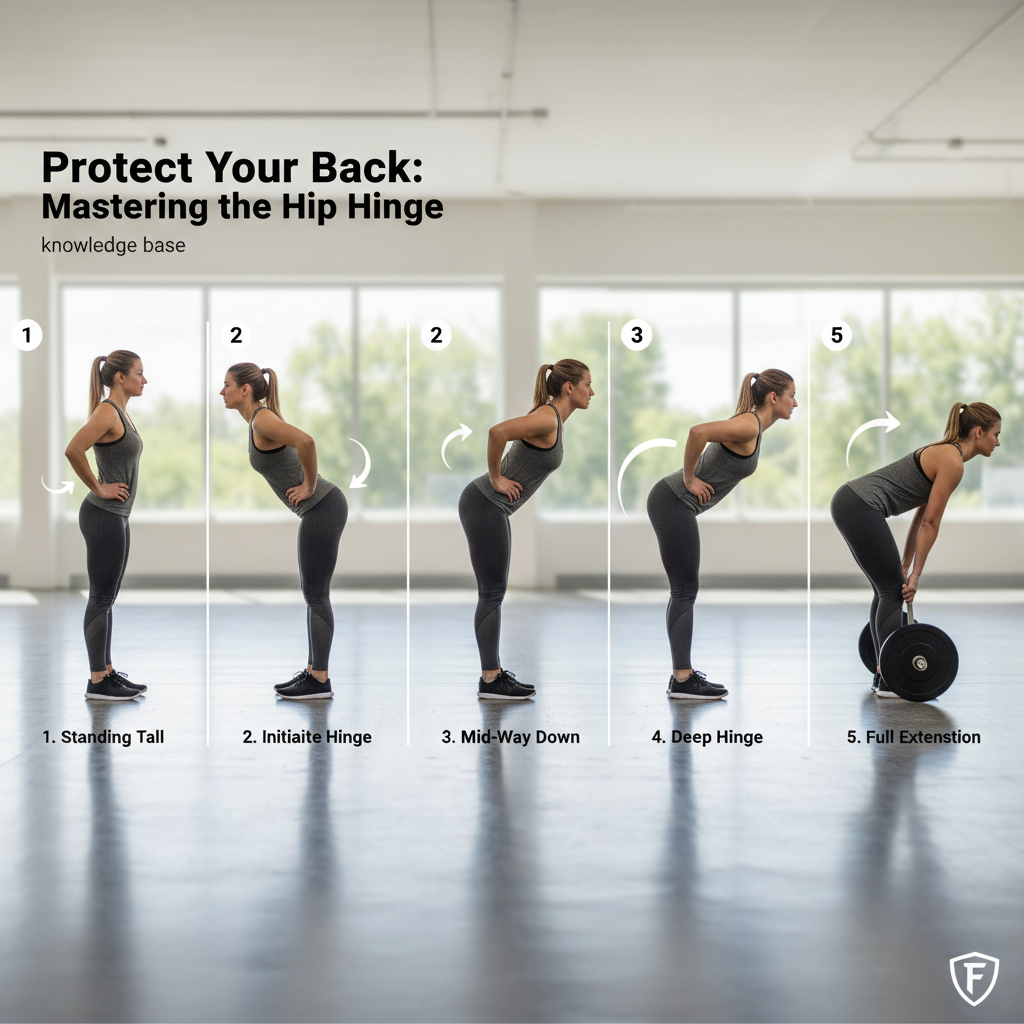 Protect Your Back:
Mastering the Hip Hinge
knowledge base
1
2
2
3
5
1. Standing Tall
2. Initiaite Hinge
3. Mid-Way Down
4. Deep Hinge
5. Full Extenstion
F